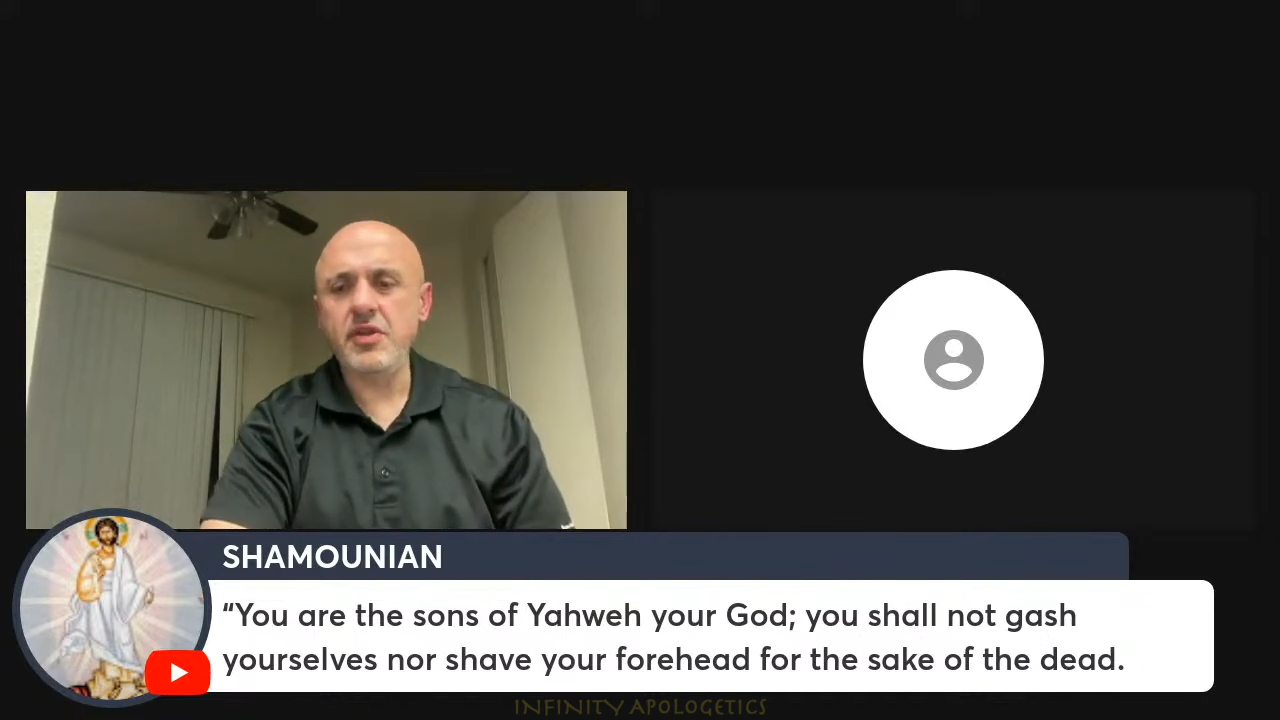 SHAMOUNIAN
“You are the sons of Yahweh your God; you shall not gash
yourselves nor shave your forehead for the sake of the dead.
INFINITY APOLOGETICS